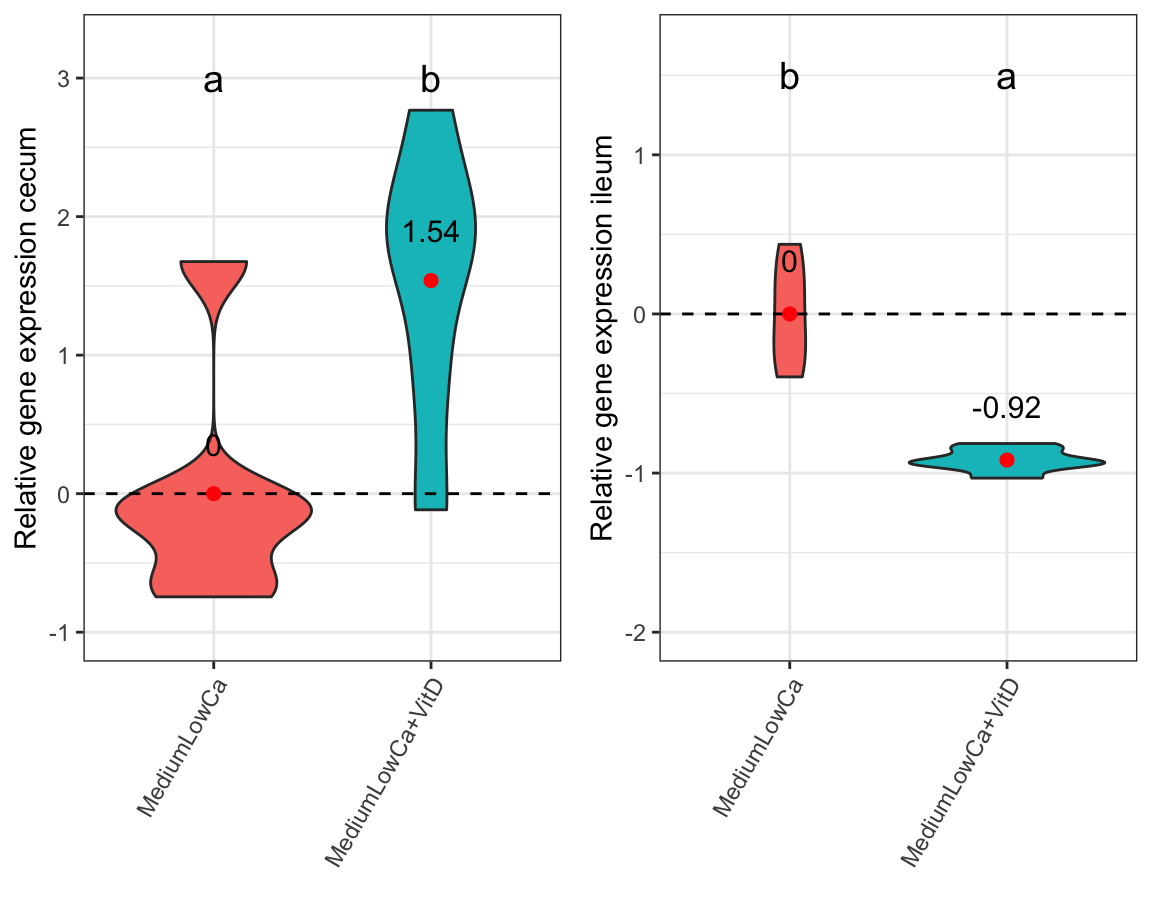 Relative gene expression cecum
3
2
1
0
-1
a
b
1.54
0
MediumLowCa
MediumLowCa+VitD
Relative gene expression ileum
1
0
-1
-2
b
a
0
-0.92
MediumLowCa
MediumLowCa+VitD